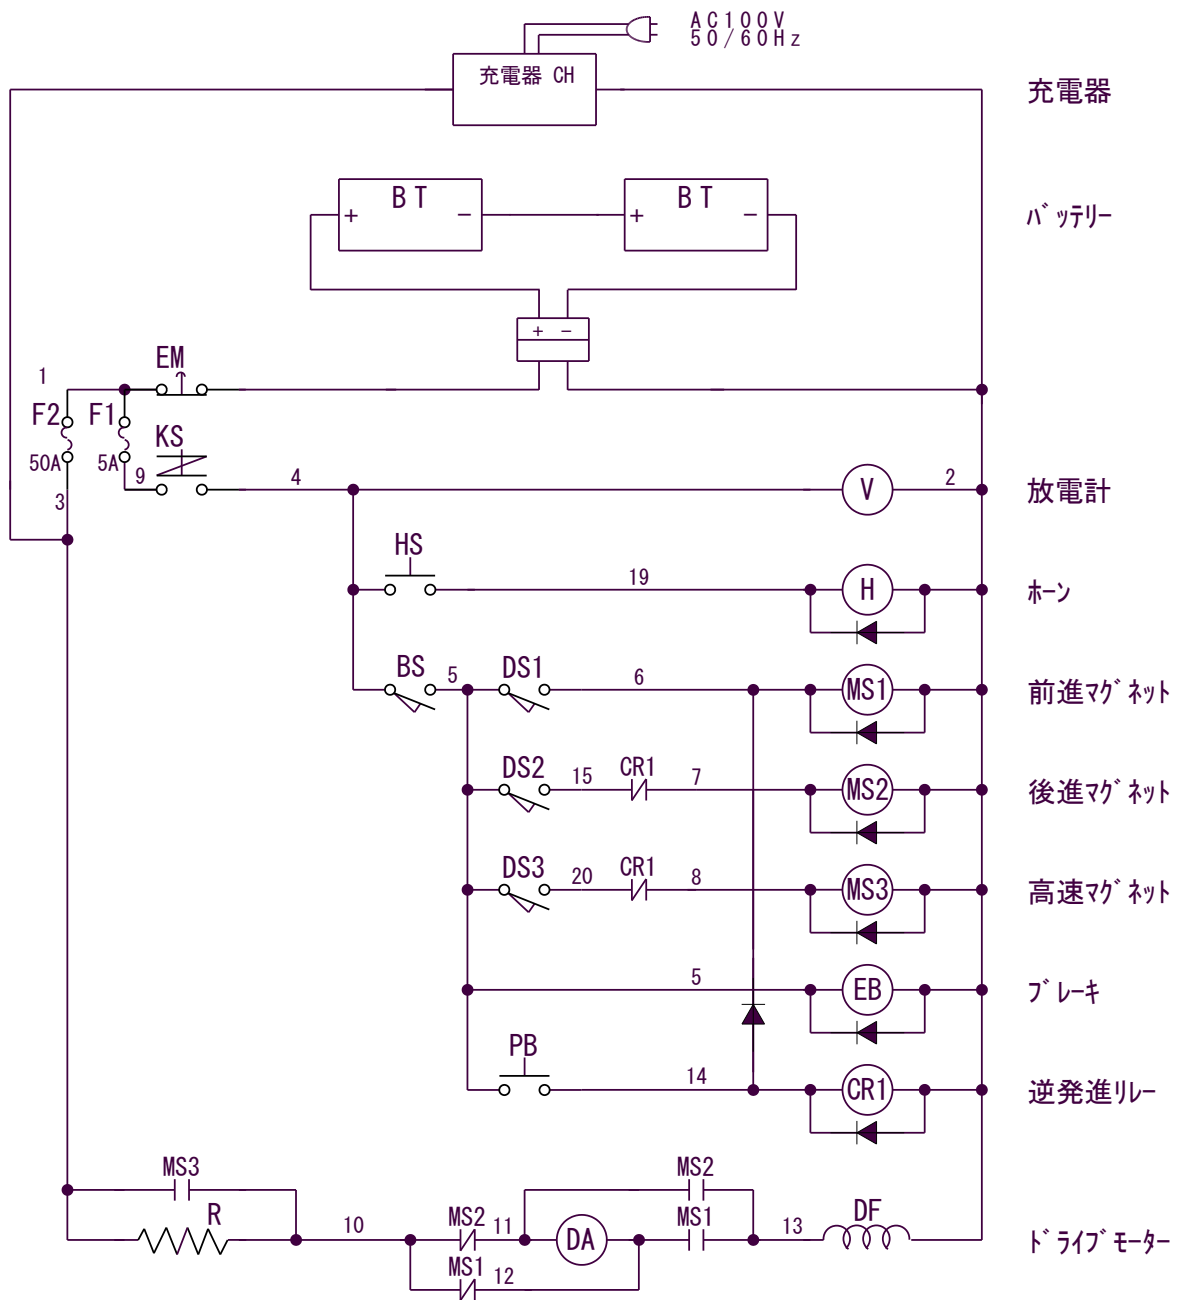 AC100V
50/60Hz
充電器 CH
充電器
BT
BT
バッテリー
+ -
+ -
+ -
EM
1
F2
F1
50A
5A
KS
9
4
3
V
2
放電計
HS
19
H
ホーン
BS
5
DS1
6
MS1
前進マグネット
DS2
15
CR1
7
MS2
後進マグネット
DS3
20
CR1
8
MS3
高速マグネット
5
EB
ブレーキ
PB
14
CR1
逆発進リレー
MS3
R
10
MS2
11
DA
MS2
MS1
13
DF
ドライブモーター
MS1
12